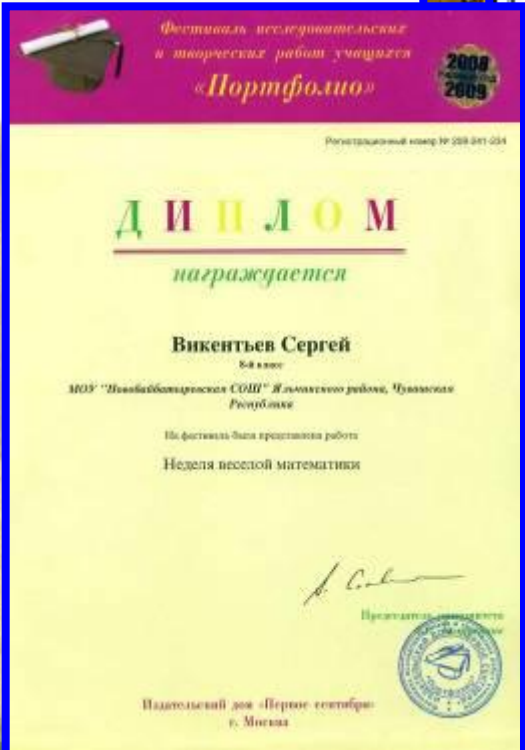 Фестиваль исследовательских
и творческих работ учащихся
«Портфолио»
2008
2009
Регистрационный номер № 209-241-234
ДИПЛОМ
награждается
Викентьев Сергей
8-й класс
МОУ "Новобайбатыревская СОШ" Яльчикского района, Чувашская
Республика
На фестиваль была представлена работа
Неделя веселой математики
Председатель
Издательский дом «Первое сентября»
г. Москва